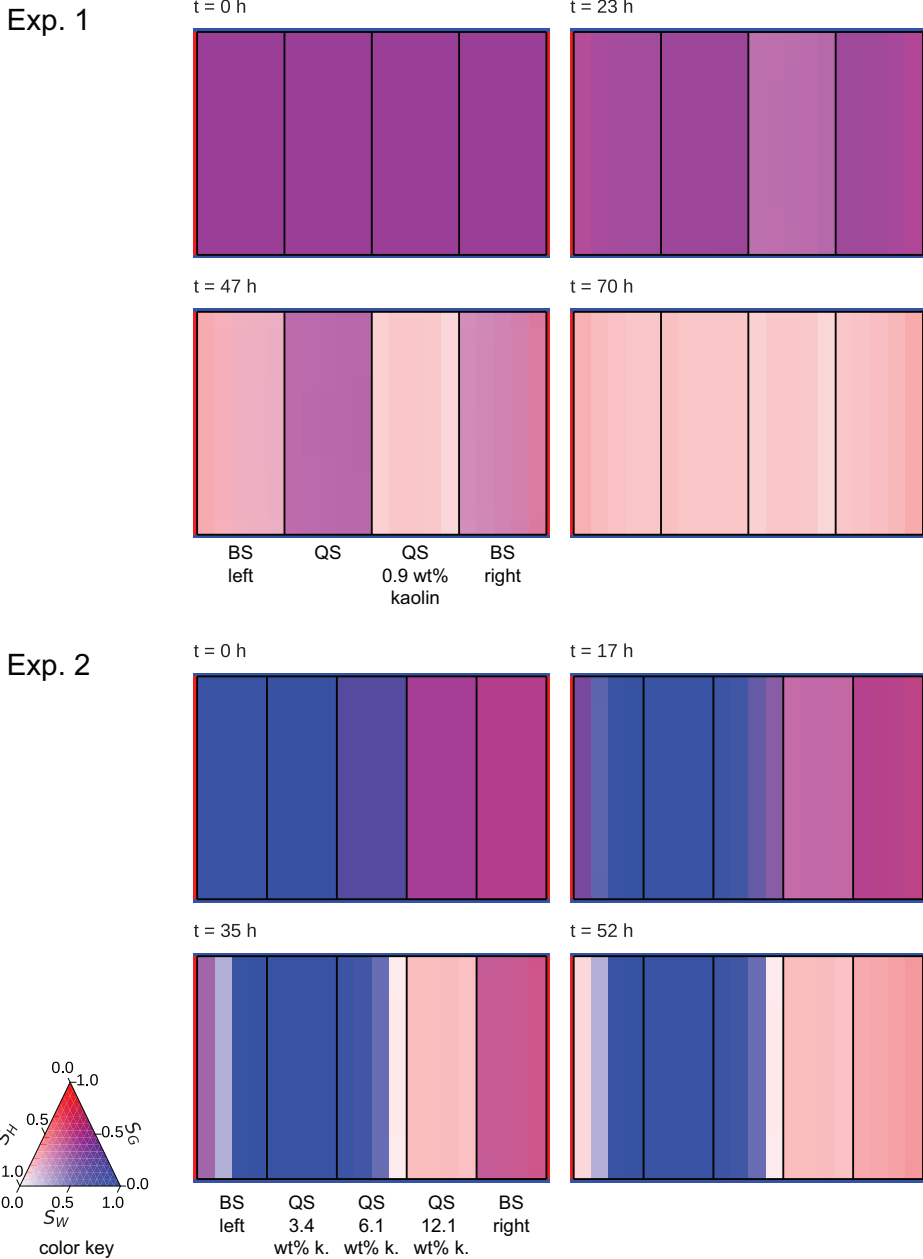 Exp. 1
t = 0 h
t = 23 h
t = 47 h
t = 70 h
BS
left
QS
QS
0.9 wt%
kaolin
BS
right
Exp. 2
t = 0 h
t = 17 h
t = 35 h
t = 52 h
BS
left
QS
3.4
wt% k.
QS
6.1
wt% k.
QS
12.1
wt% k.
BS
right
0.0
1.0
0.5
0.5
SH
SG
1.0
0.0
0.0 0.5 1.0
SW
color key